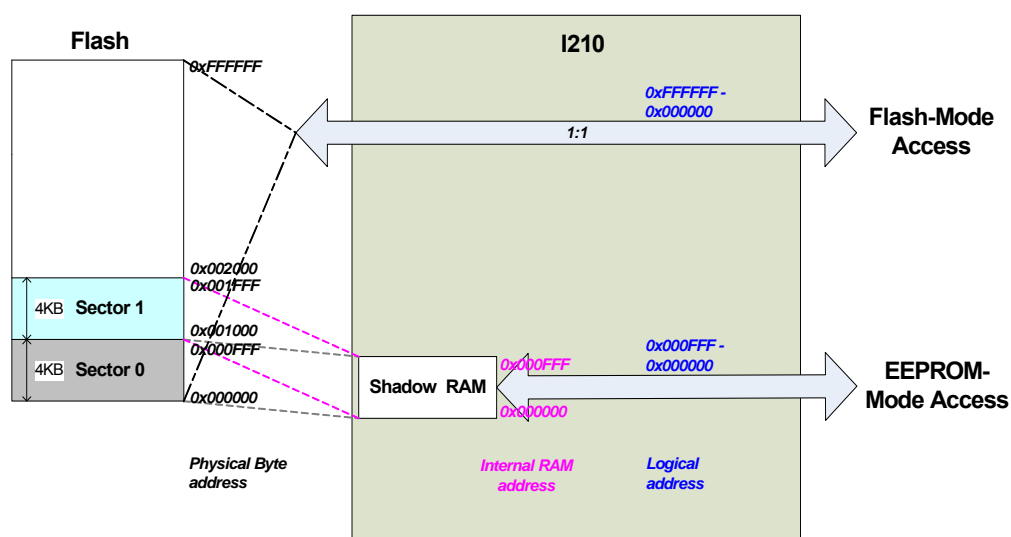 Flash
I210
0xFFFFFF
0xFFFFFF -
0x000000
1:1
Flash-Mode
Access
0x002000
0x001FFF
4KB
Sector 1
0x001000
0x000FFF
4KB
Sector 0
0x000000
Shadow RAM
0x000FFF
0x000000
0x000FFF -
0x000000
EEPROM-
Mode Access
Physical Byte
address
Internal RAM
address
Logical
address